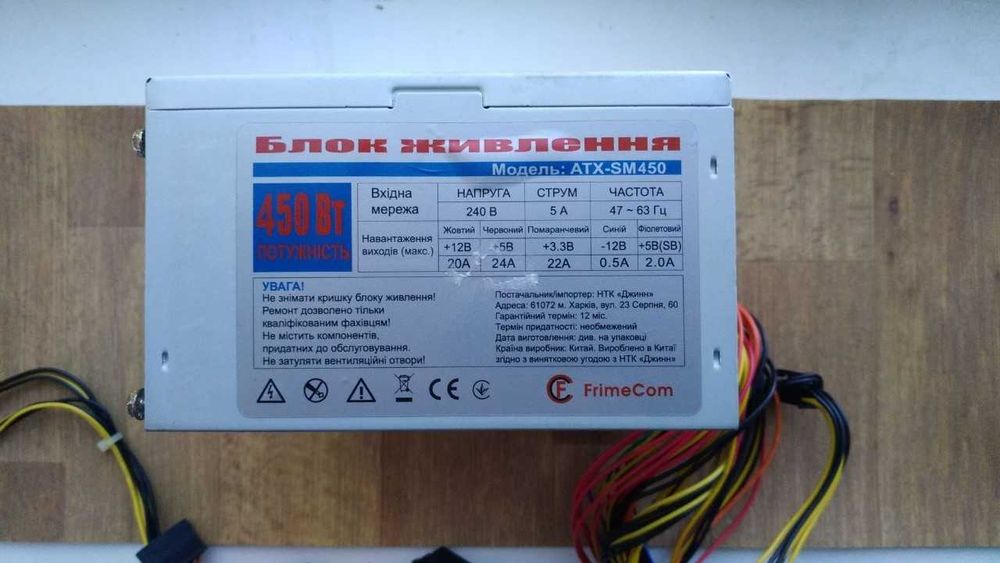 Блок живлення
Модель: ATX-SM450
450 Вт
ПОТУЖНІСТЬ
Вхідна мережа НАПРУГА СТРУМ ЧАСТОТА
240 В 5 А 47 ~ 63 Гц
Навантаження виходів (макс.) Жовтий Червоний Помаранчевий Синій Фіолетовий
+12В +5В +3.3В -12В +5В(SB)
20А 24А 22А 0.5А 2.0А
УВАГА!
Не знімати кришку блоку живлення!
Ремонт дозволено тільки
кваліфікованим фахівцям!
Не містить компонентів,
придатних до обслуговування.
Не затуляти вентиляційні отвори!
Постачальник/імпортер: НТК «Джинн»
Адреса: 61072 м. Харків, вул. 23 Серпня, 60
Гарантійний термін: 12 міс.
Термін придатності: необмежений
Дата виготовлення: див. на упаковці
Країна виробник: Китай. Вироблено в Китаї
згідно з винятковою угодою з НТК «Джинн»
CE
FrimeCom